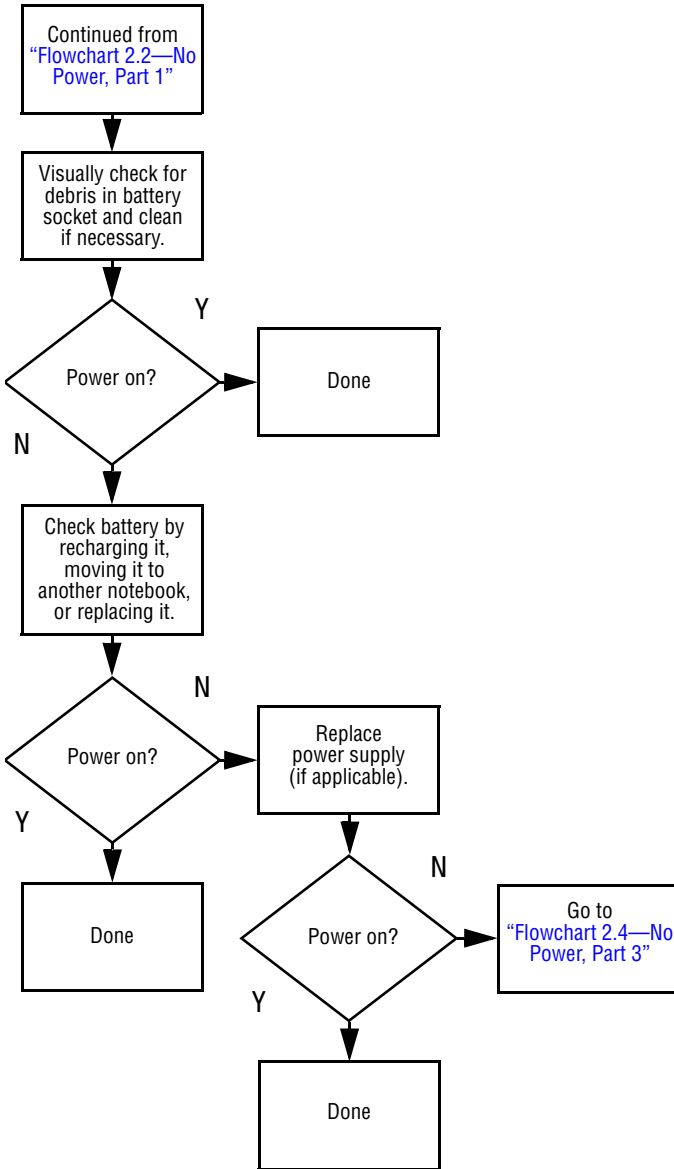 Continued from
“Flowchart 2.2—No
Power, Part 1”
Visually check for
debris in battery
socket and clean
if necessary.
Y
Power on?
Done
N
Check battery by
recharging it,
moving it to
another notebook,
or replacing it.
N
Power on?
Replace
power supply
(if applicable).
Y
Done
N
Power on?
Go to
“Flowchart 2.4—No
Power, Part 3”
Y
Done